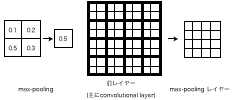 0.1 0.2
0.5 0.3
0.5
max-pooling
前レイヤー
(主にconvolutional layer)
max-pooling レイヤー